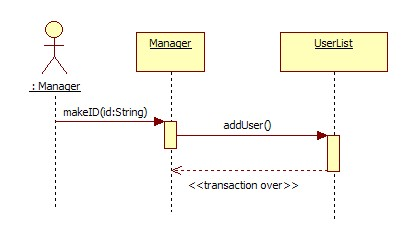 Manager
UserList
: Manager
makeID(id:String)
addUser()
<<transaction over>>